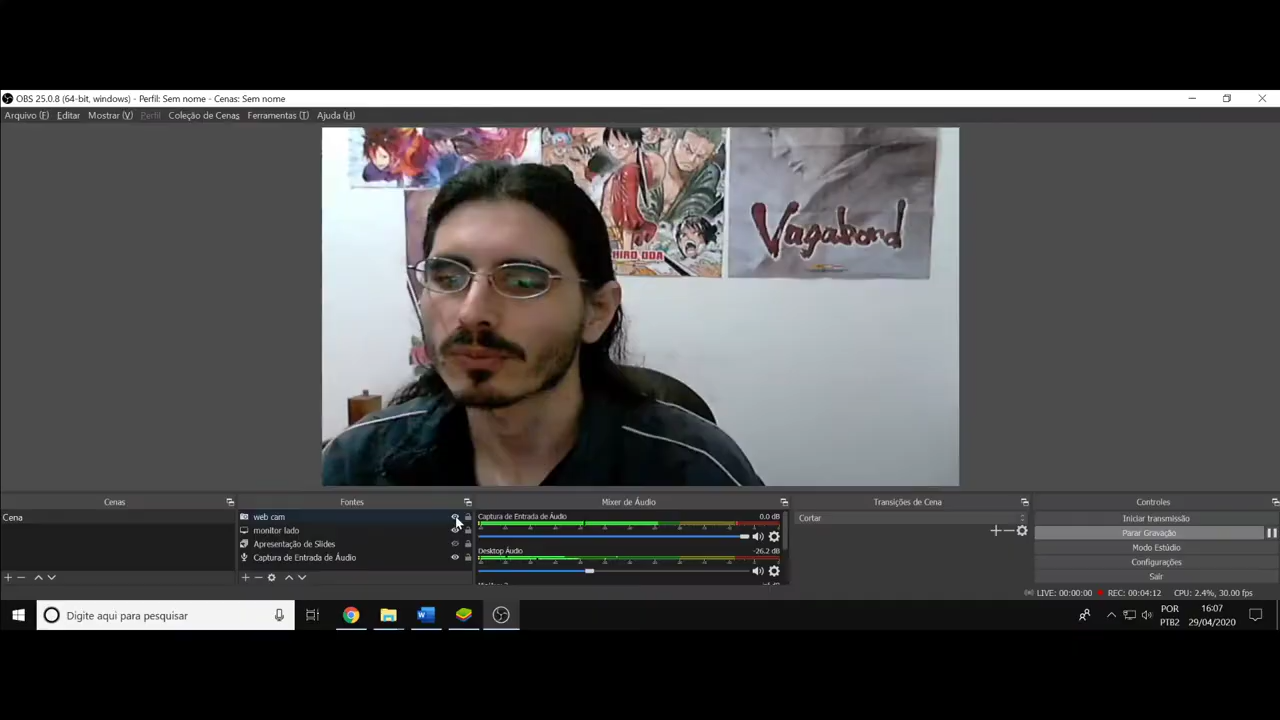 OBS 25.0.8 (64-bit, windows) - Perfil: Sem nome - Cenas: Sem nome
Arquivo (F) Editar Mostrar (V) Perfil Coleção de Cenas Ferramentas (T) Ajuda (H)
HIRO ODA
Vagabond
Cenas
Fontes
Mixer de Áudio
Transições de Cena
Controles
Cena
web cam
monitor lado
Apresentação de Slides
Captura de Entrada de Áudio
Captura de Entrada de Áudio 0.0 dB
Desktop Áudio -26.2 dB
Cortar
Iniciar transmissão
Parar Gravação
Modo Estúdio
Configurações
Sair
LIVE: 00:00:00 REC: 00:04:12 CPU: 2.4%, 30.00 fps
Digite aqui para pesquisar
POR
PTB2
16:07
29/04/2020